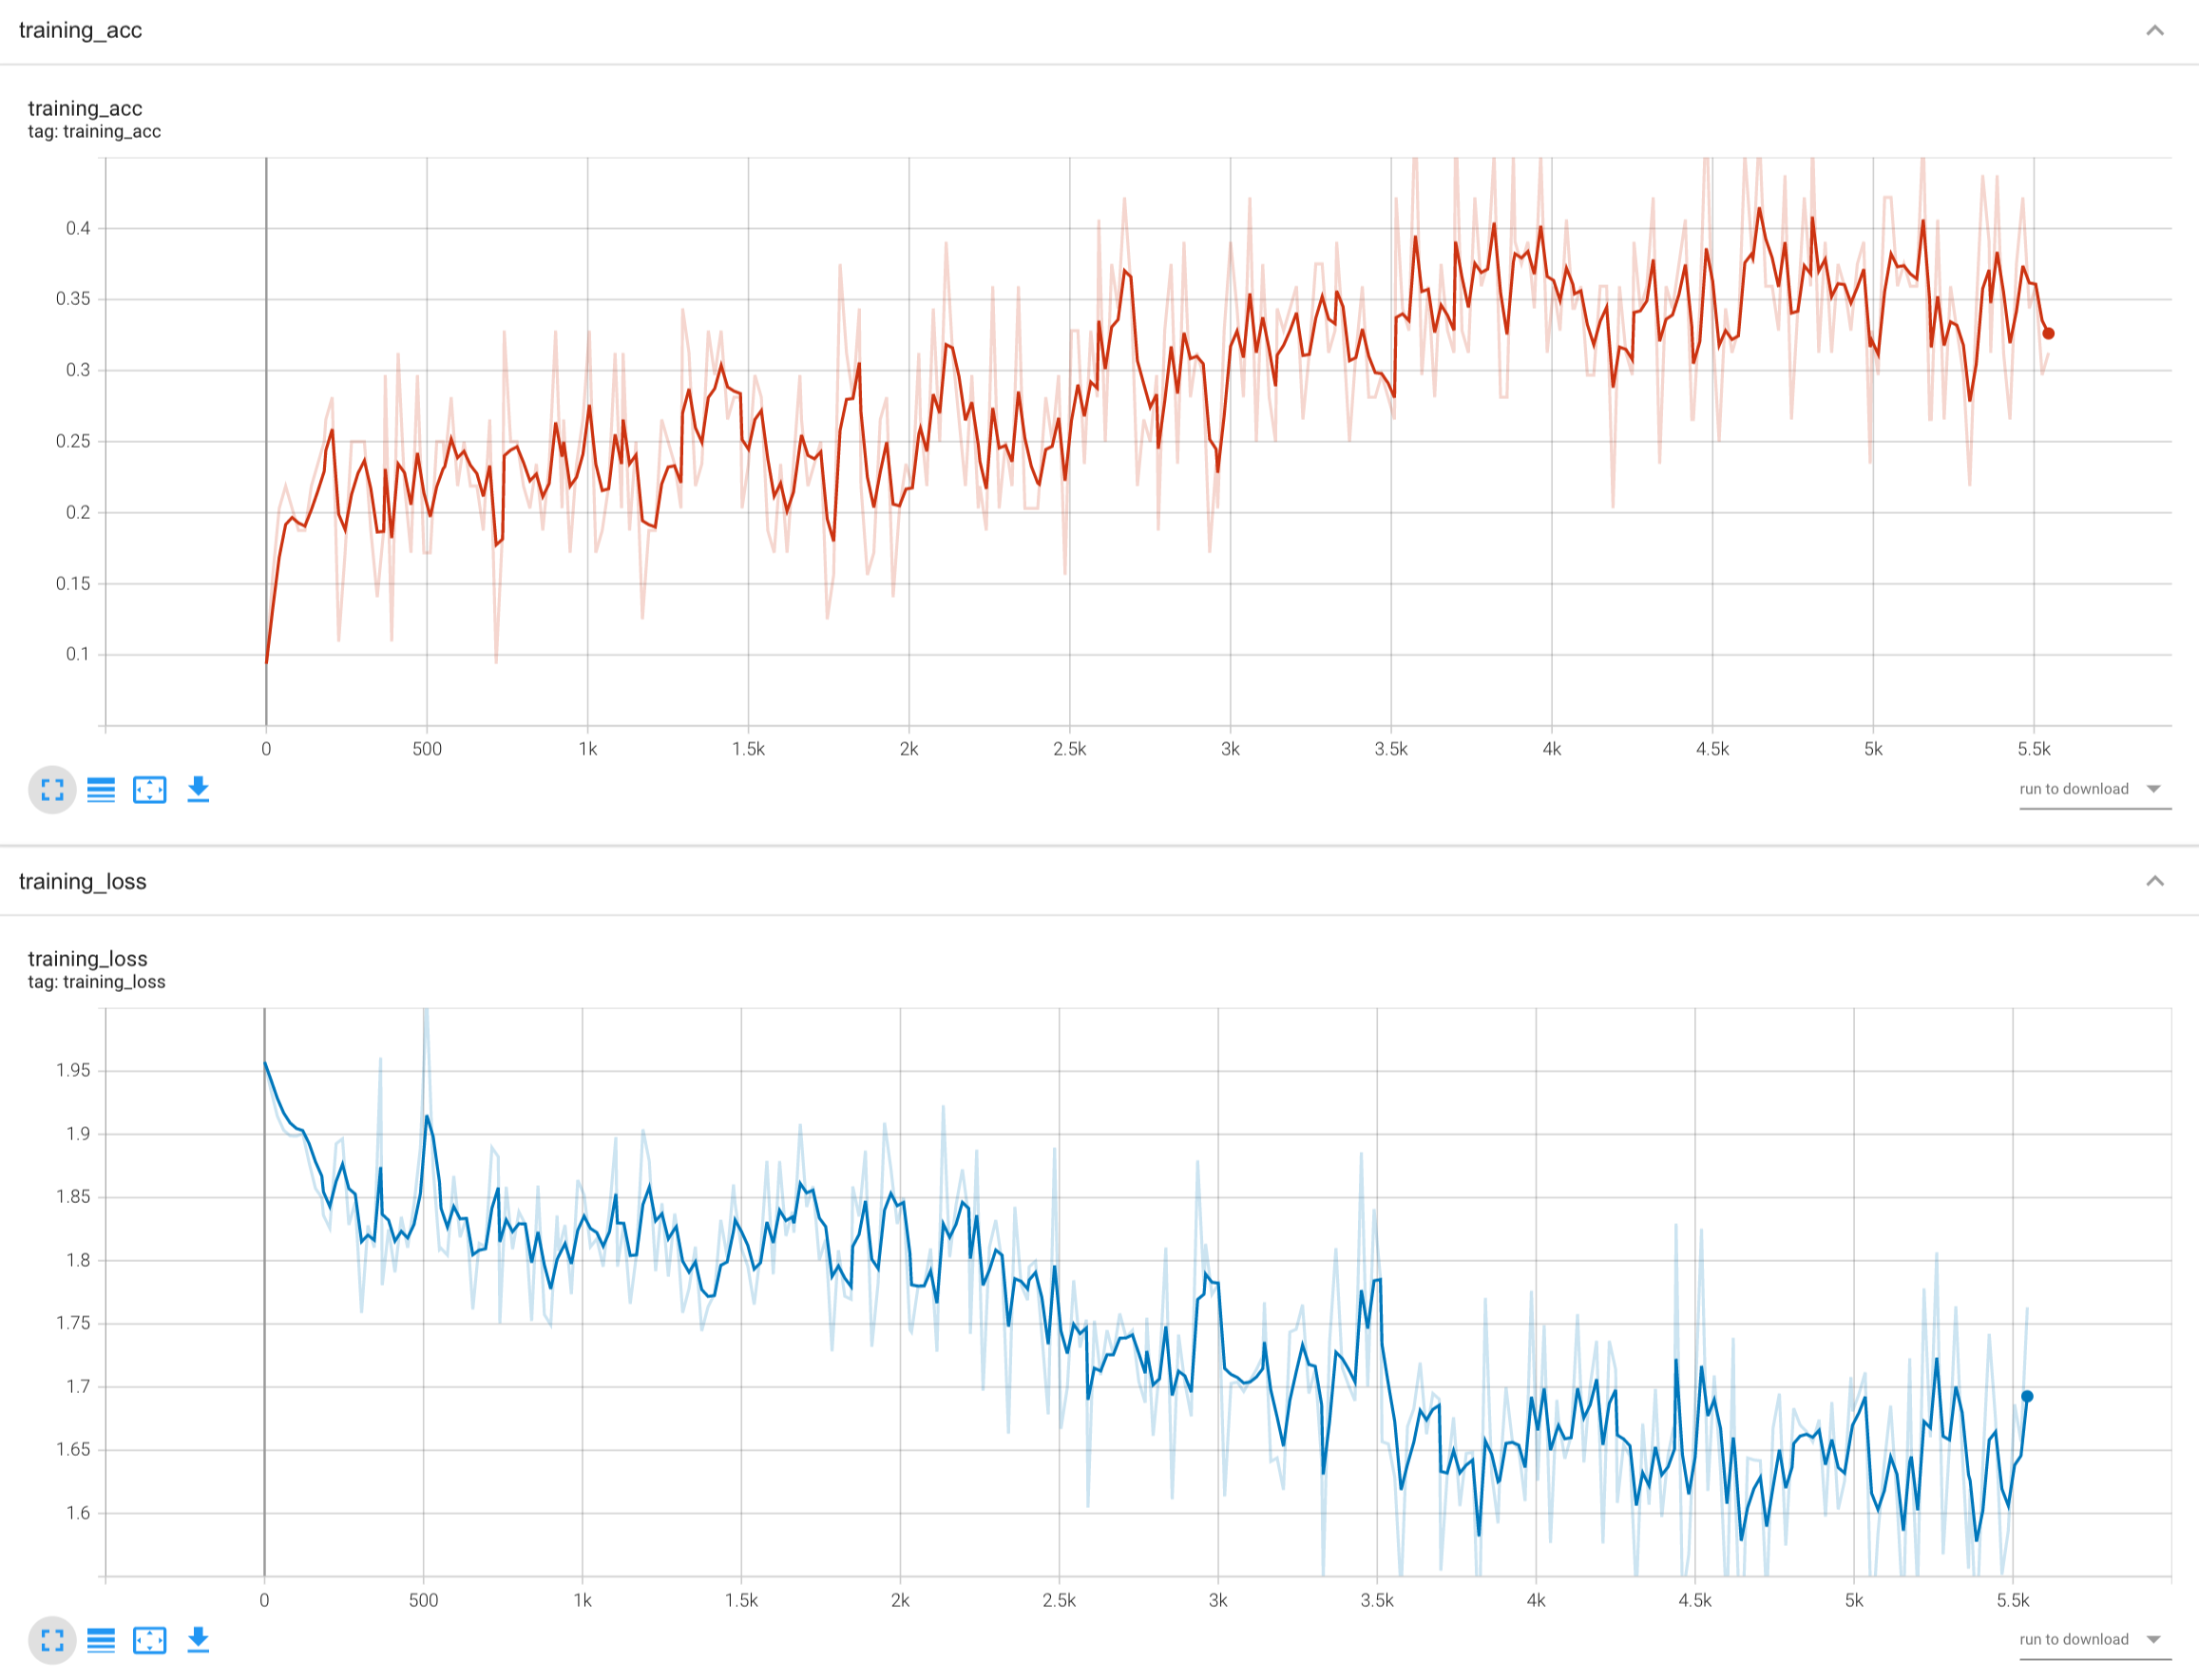 training_acc
training_acc
tag: training_acc
0.4
0.35
0.3
0.25
0.2
0.15
0.1
0 500 1k 1.5k 2k 2.5k 3k 3.5k 4k 4.5k 5k 5.5k
run to download
training_loss
training_loss
tag: training_loss
1.95
1.9
1.85
1.8
1.75
1.7
1.65
1.6
0 500 1k 1.5k 2k 2.5k 3k 3.5k 4k 4.5k 5k 5.5k
run to download